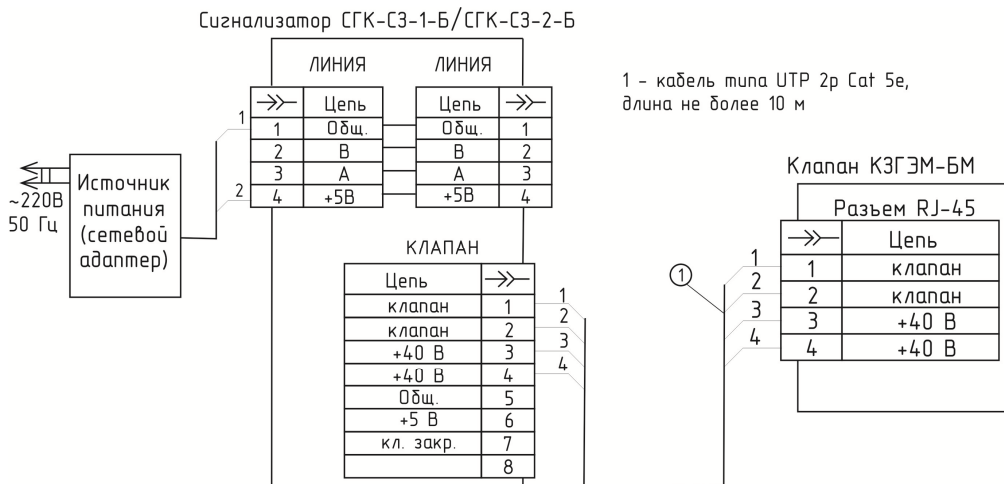 Сигнализатор СГК-СЗ-1-Б/СГК-СЗ-2-Б
ЛИНИЯ ЛИНИЯ
Цепь Цепь
1 Общ. Общ. 1
2 В В 2
3 А А 3
4 +5В +5В 4
1
2
~220В
50 Гц
Источник
питания
(сетевой
адаптер)
КЛАПАН
Цепь
клапан 1
клапан 2
+40 В 3
+40 В 4
Общ. 5
+5 В 6
кл. закр. 7
8
1
2
3
4
1 - кабель типа UTP 2р Cat 5e,
длина не более 10 м
Клапан КЗГЭМ-БМ
Разъем RJ-45
Цепь
1 клапан
2 клапан
3 +40 В
4 +40 В
1
1
2
3
4